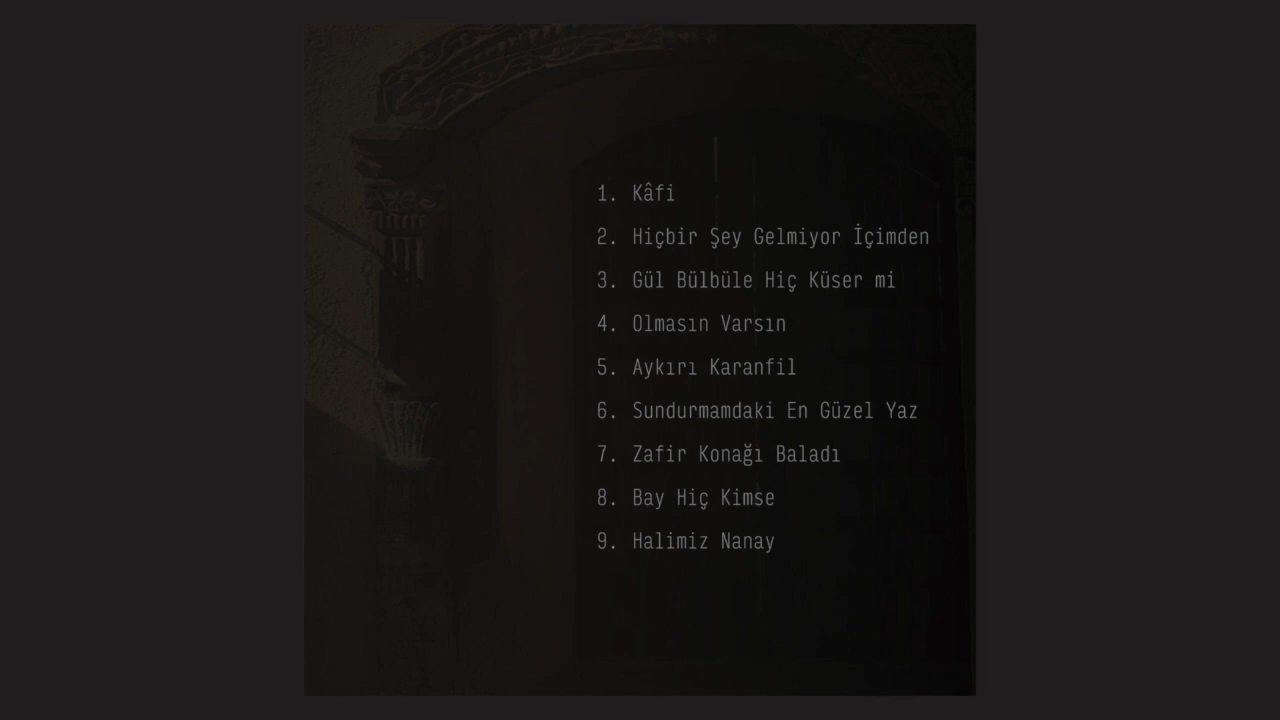 1. Kâfi
2. Hiçbir Şey Gelmiyor İçimden
3. Gül Bülbüle Hiç Küser mi
4. Olmasın Varsın
5. Aykırı Karanfil
6. Sundurmamdaki En Güzel Yaz
7. Zafir Konağı Baladı
8. Bay Hiç Kimse
9. Halimiz Nanay